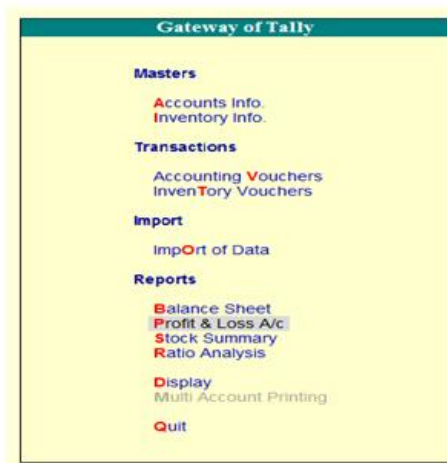 Gateway of Tally
Masters
Accounts Info.
Inventory Info.
Transactions
Accounting Vouchers
InvenTory Vouchers
Import
ImpOrt of Data
Reports
Balance Sheet
Profit & Loss A/c
Stock Summary
Ratio Analysis
Display
Multi Account Printing
Quit